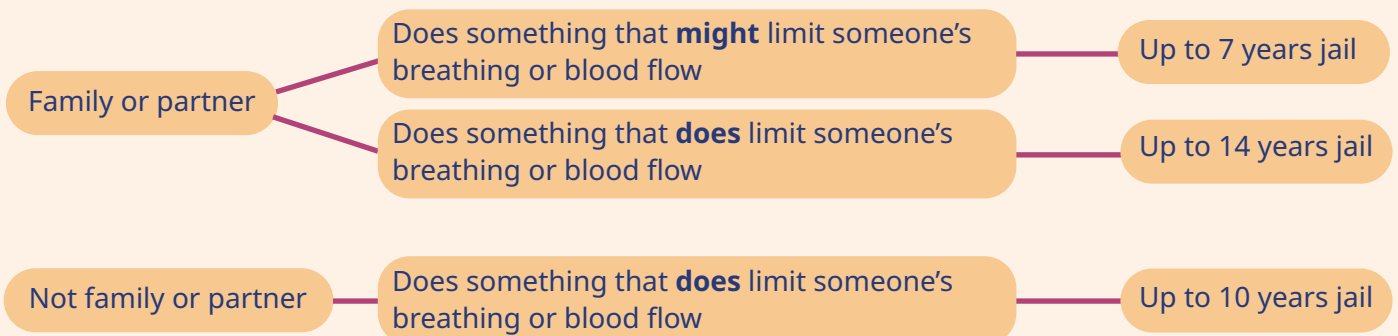 Family or partner
Does something that might limit someone’s
breathing or blood flow
Up to 7 years jail
Does something that does limit someone’s
breathing or blood flow
Up to 14 years jail
Not family or partner
Does something that does limit someone’s
breathing or blood flow
Up to 10 years jail